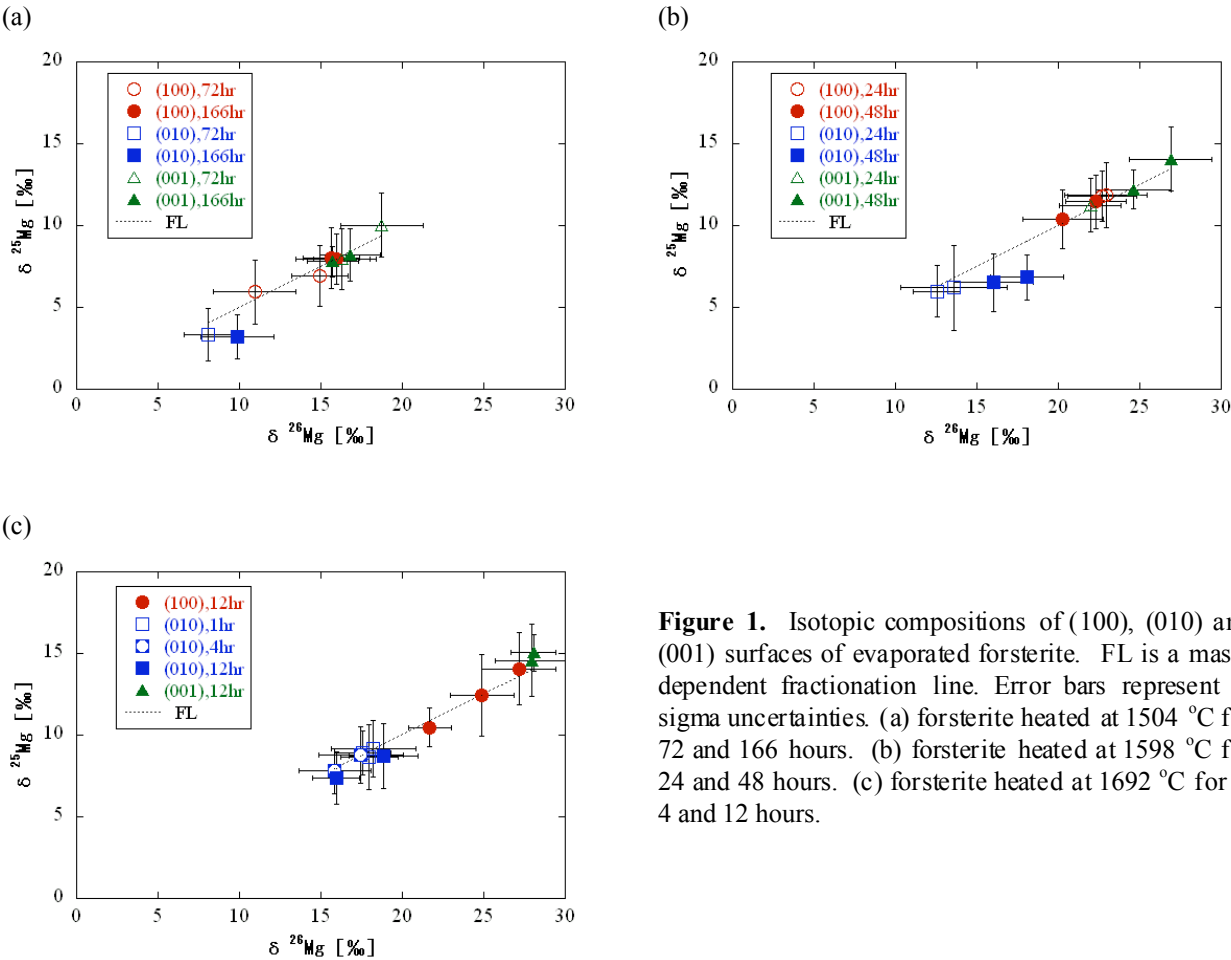 (a)
20
15
10
5
0
0 5 10 15 20 25 30
δ ²⁵Mg [‰]
δ ²⁶Mg [‰]
(100),72hr
(100),166hr
(010),72hr
(010),166hr
(001),72hr
(001),166hr
FL
(b)
20
15
10
5
0
0 5 10 15 20 25 30
δ ²⁵Mg [‰]
δ ²⁶Mg [‰]
(100),24hr
(100),48hr
(010),24hr
(010),48hr
(001),24hr
(001),48hr
FL
(c)
20
15
10
5
0
0 5 10 15 20 25 30
δ ²⁵Mg [‰]
δ ²⁶Mg [‰]
(100),12hr
(010),1hr
(010),4hr
(010),12hr
(001),12hr
FL
Figure 1. Isotopic compositions of (100), (010) an
(001) surfaces of evaporated forsterite. FL is a mas
dependent fractionation line. Error bars represent
sigma uncertainties. (a) forsterite heated at 1504 °C f
72 and 166 hours. (b) forsterite heated at 1598 °C f
24 and 48 hours. (c) forsterite heated at 1692 °C for
4 and 12 hours.